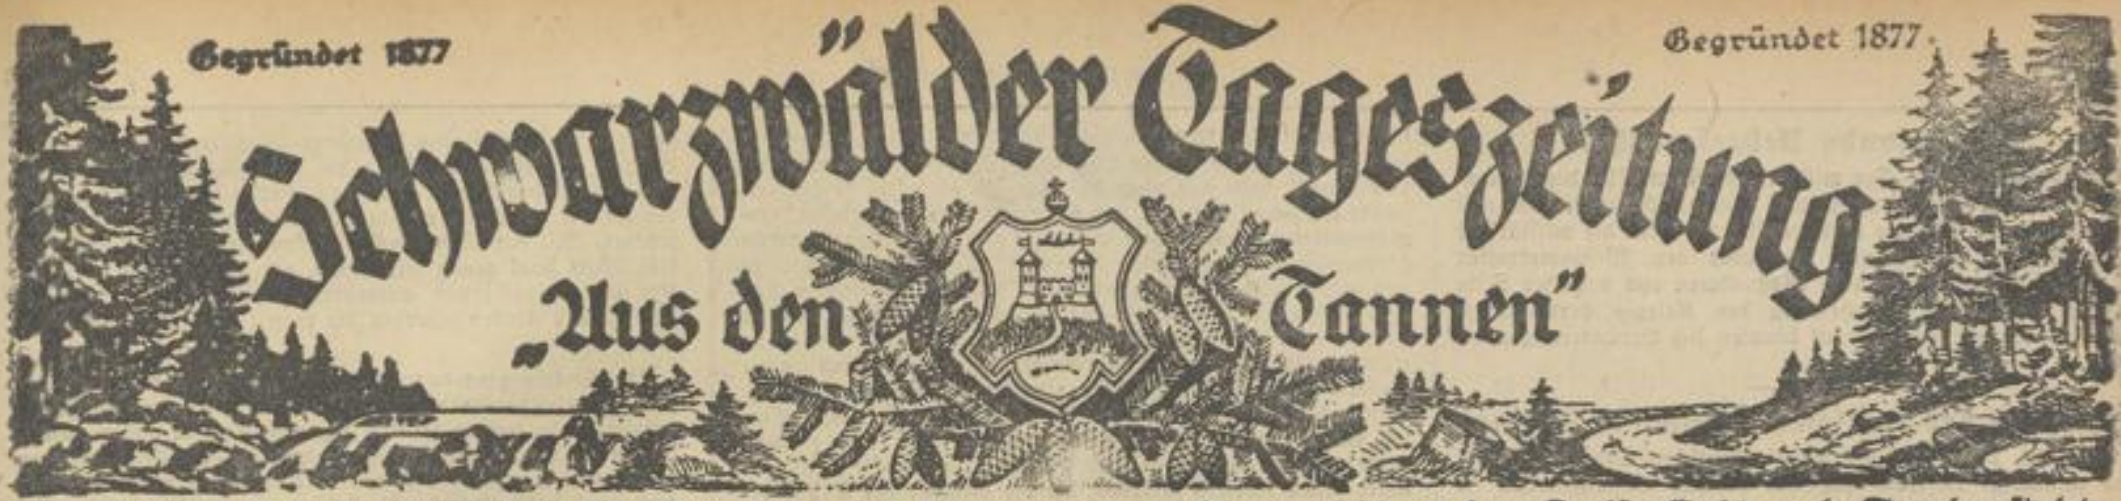 Gegründet 1877
Gegründet 1877.
Schwarzwälder Tageszeitung
„Aus den Tannen“